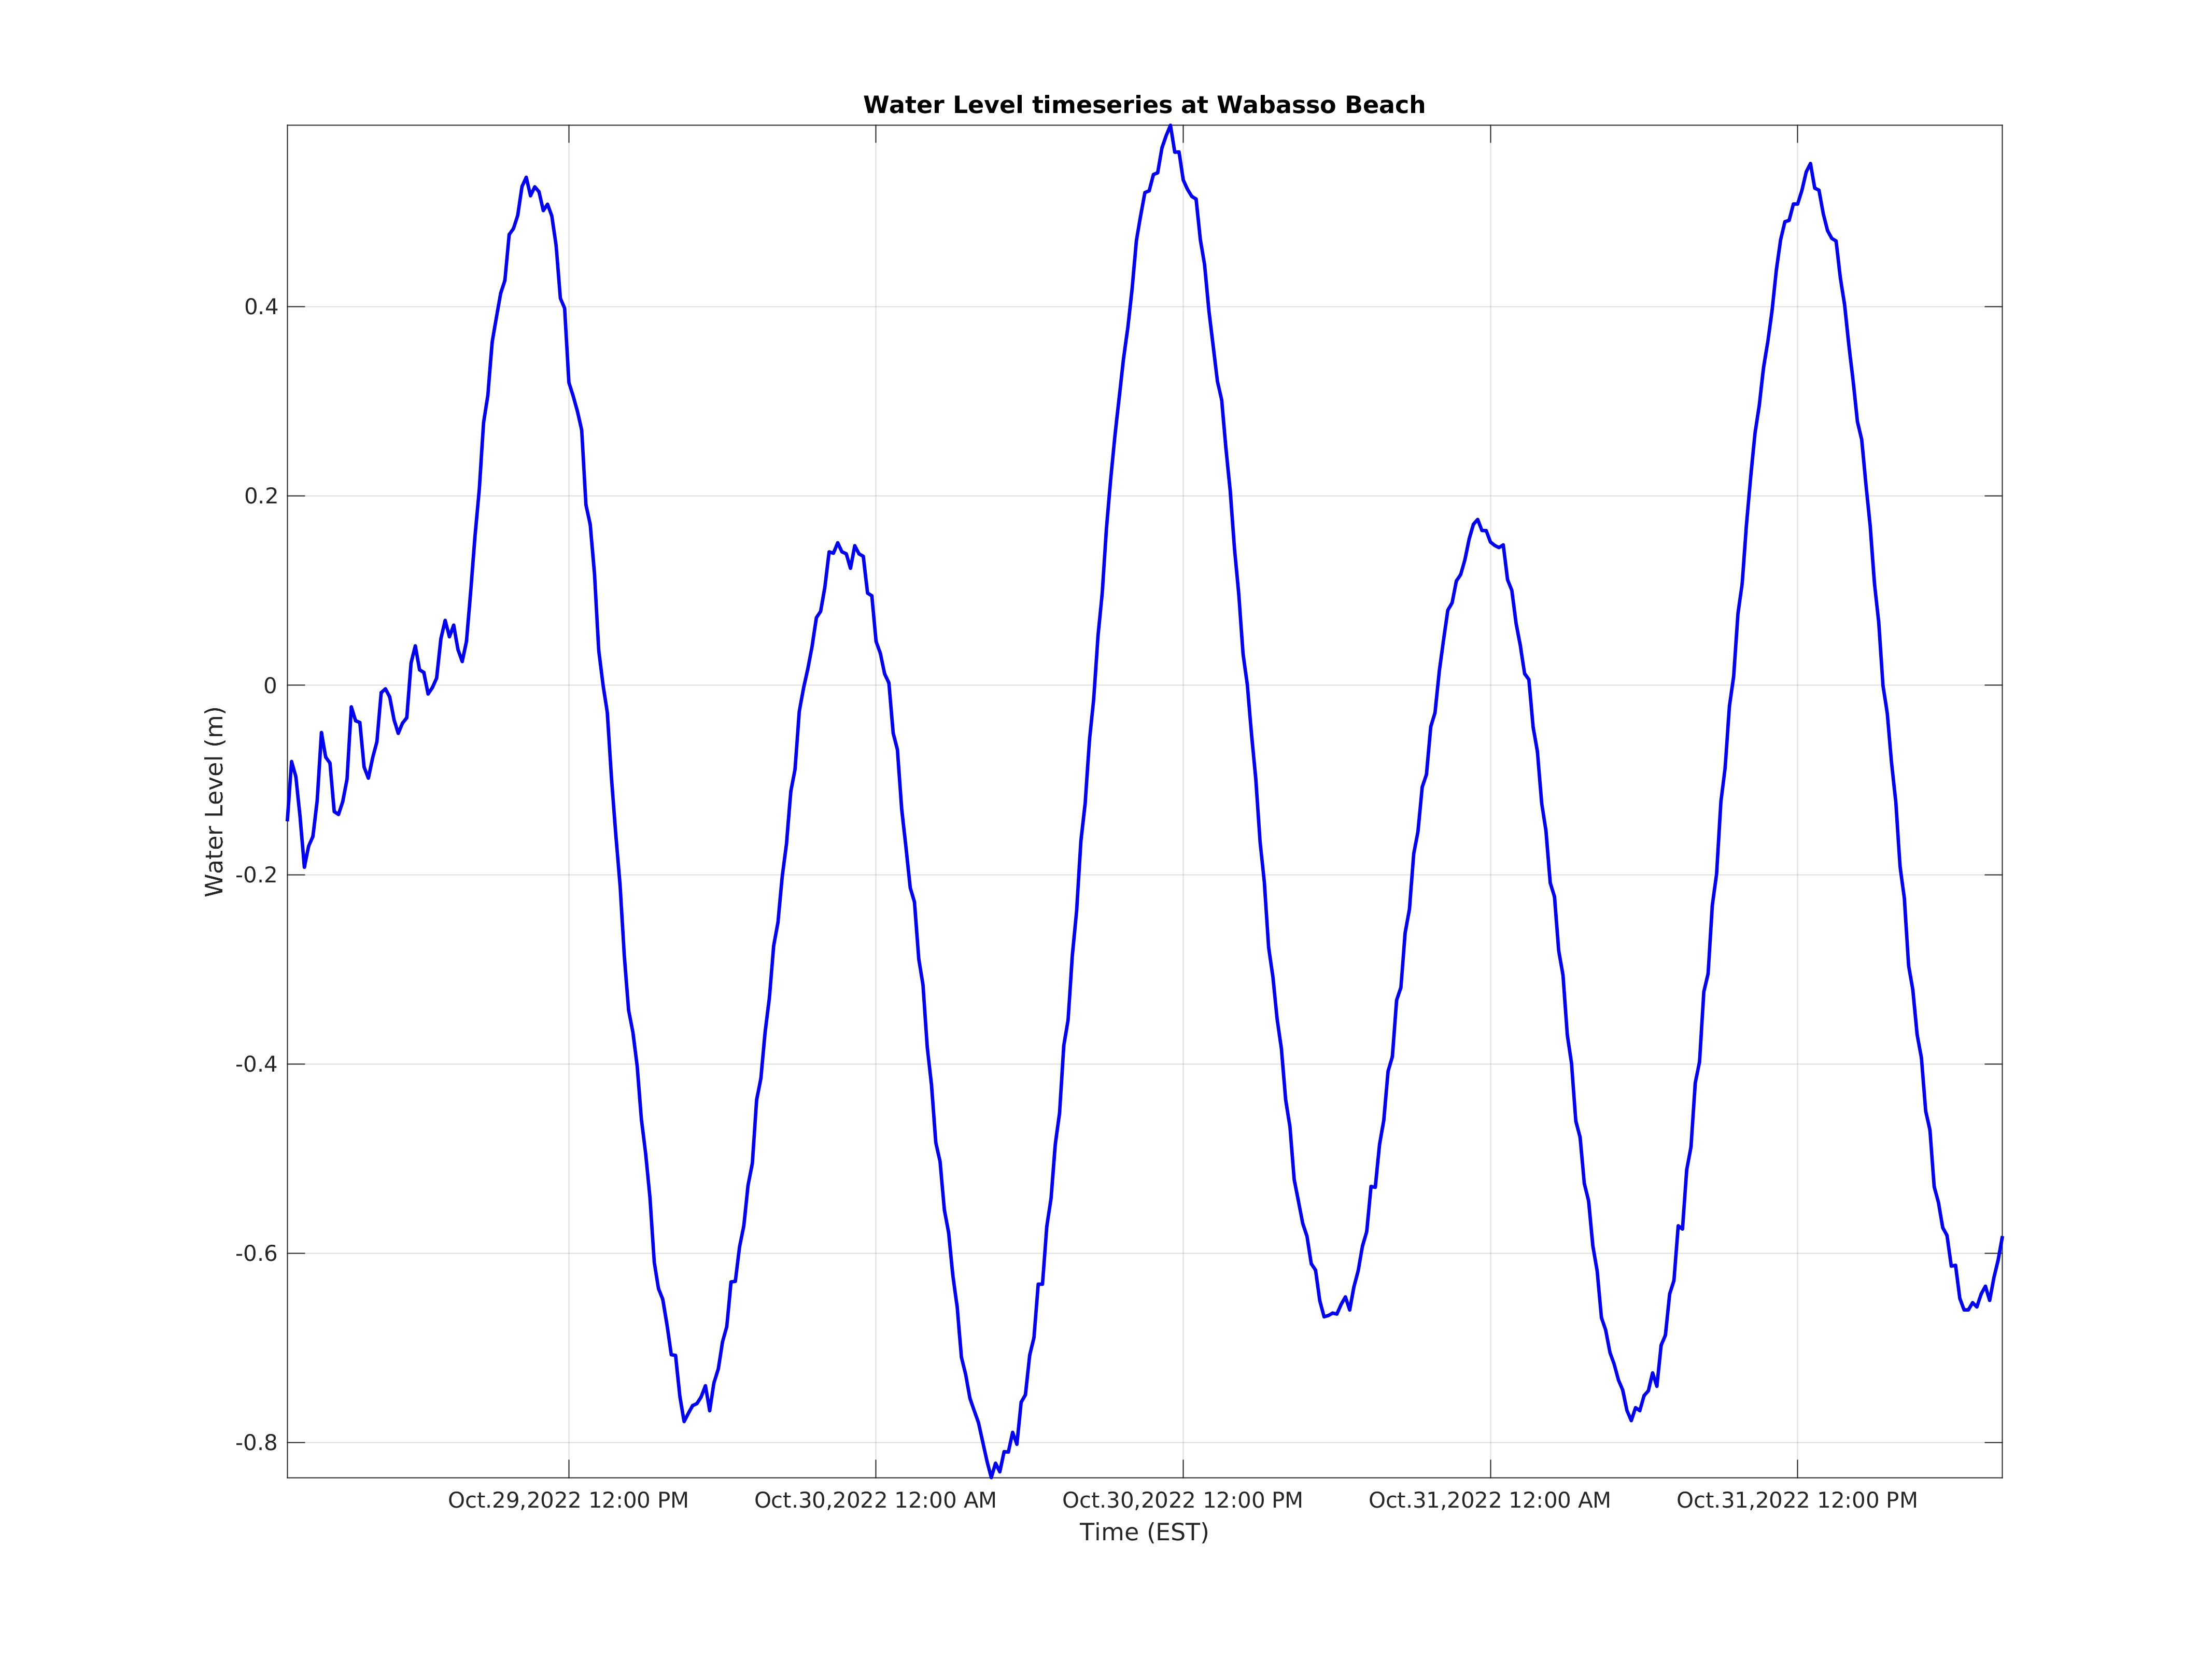 Water Level timeseries at Wabasso Beach
0.4
0.2
0
-0.2
-0.4
-0.6
-0.8
Water Level (m)
Oct.29,2022 12:00 PM
Oct.30,2022 12:00 AM
Oct.30,2022 12:00 PM
Oct.31,2022 12:00 AM
Oct.31,2022 12:00 PM
Time (EST)